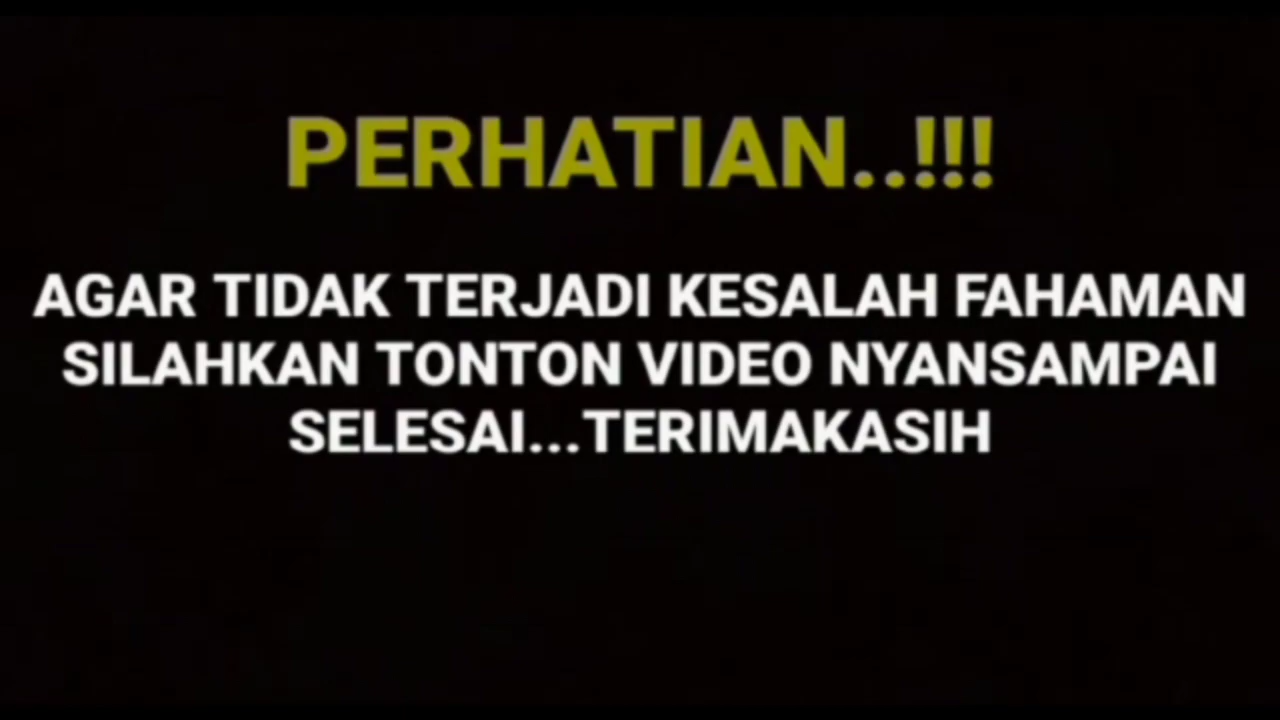 PERHATIAN..!!!
AGAR TIDAK TERJADI KESALAH FAHAMAN
SILAHKAN TONTON VIDEO NYANSAMPAI
SELESAI...TERIMAKASIH